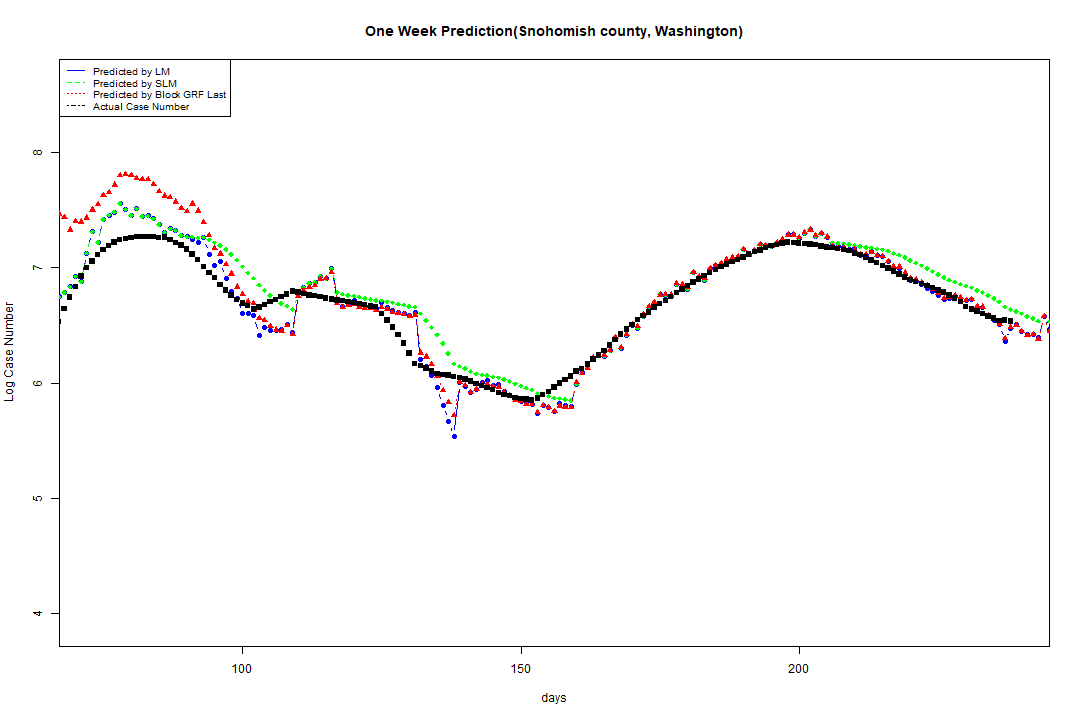 One Week Prediction(Snohomish county, Washington)
Predicted by LM
Predicted by SLM
Predicted by Block GRF Last
Actual Case Number
8
7
6
5
4
Log Case Number
100
150
200
days